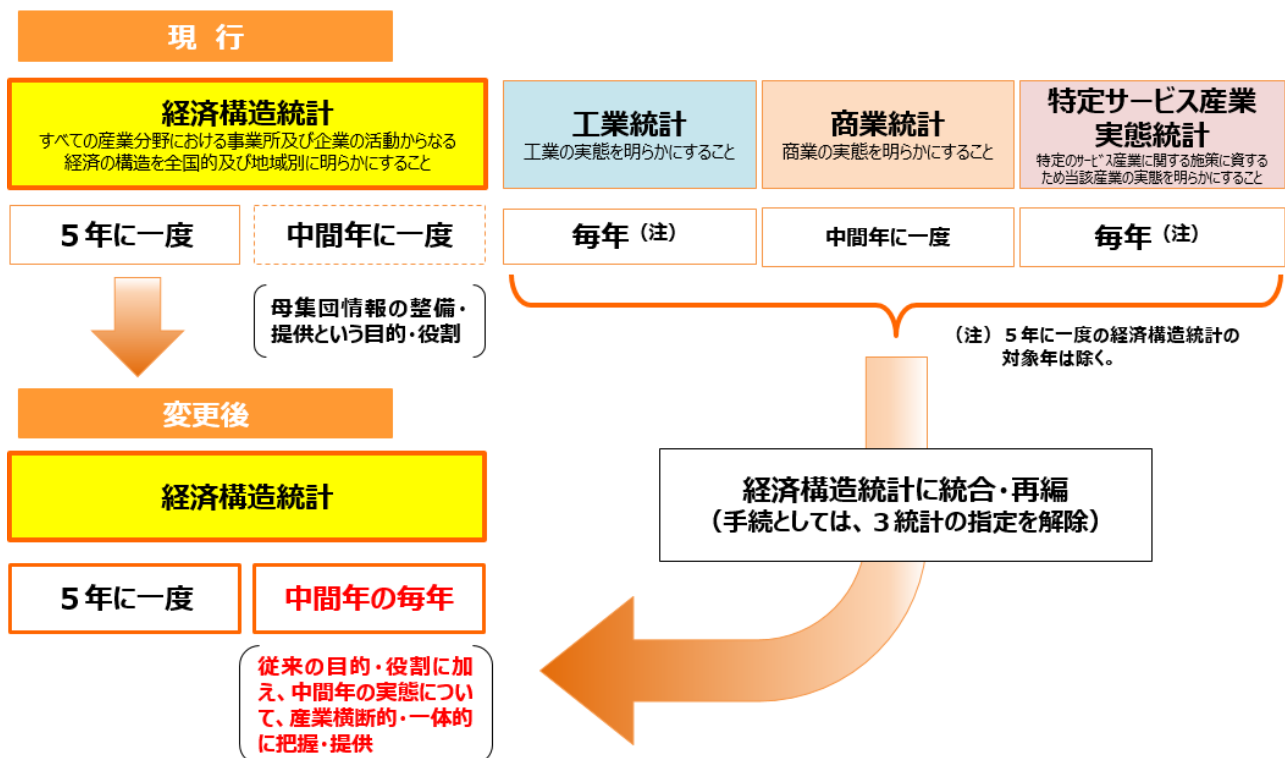 現 行
経済構造統計
すべての産業分野における事業所及び企業の活動からなる
経済の構造を全国的及び地域別に明らかにすること
工業統計
工業の実態を明らかにすること
商業統計
商業の実態を明らかにすること
特定サービス産業
実態統計
特定のサービス産業に関する施策に資する
ため当該産業の実態を明らかにすること
5年に一度
中間年に一度
毎年(注)
中間年に一度
毎年(注)
母集団情報の整備・
提供という目的・役割
(注)5年に一度の経済構造統計の
対象年は除く。
変更後
経済構造統計
経済構造統計に統合・再編
(手続としては、3統計の指定を解除)
5年に一度
中間年の毎年
従来の目的・役割に加
え、中間年の実態につい
て、産業横断的・一体的
に把握・提供